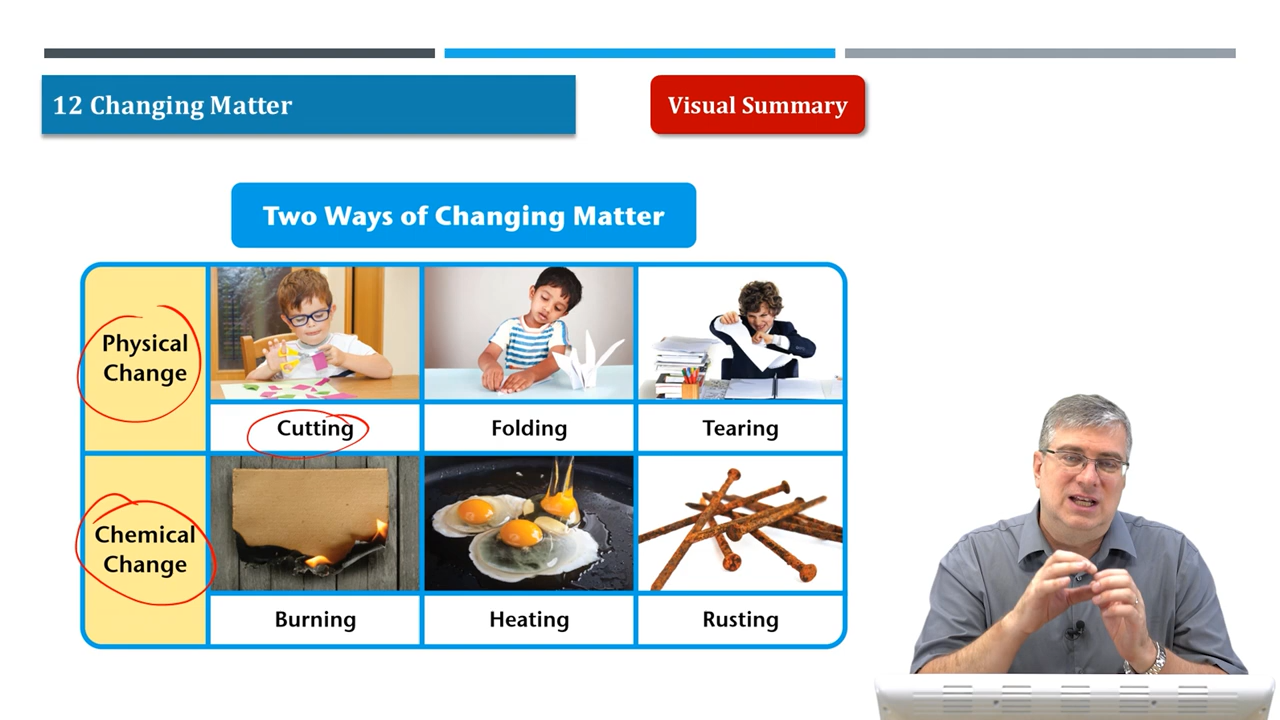 12 Changing Matter
Visual Summary
Two Ways of Changing Matter
Physical
Change
Cutting
Folding
Tearing
Chemical
Change
Burning
Heating
Rusting